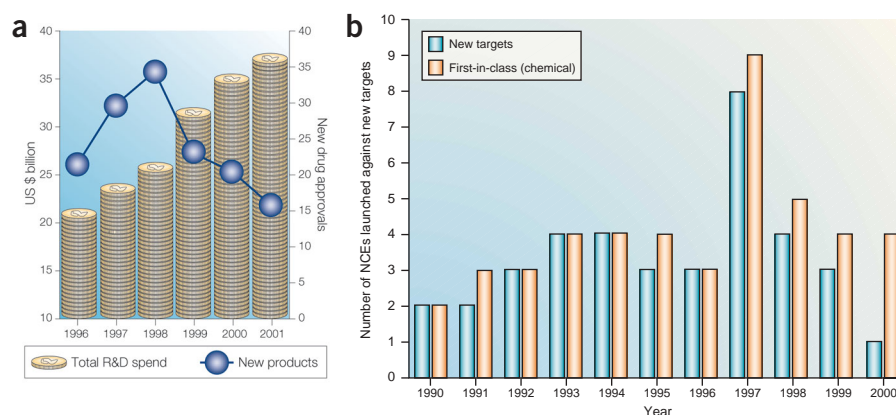 a
US $ billion
40
35
30
25
20
15
10
New drug approvals
40
35
30
25
20
15
10
5
0
1996 1997 1998 1999 2000 2001
Total R&D spend New products
b
Number of NCEs launched against new targets
10
9
8
7
6
5
4
3
2
1
0
New targets
First-in-class (chemical)
1990 1991 1992 1993 1994 1995 1996 1997 1998 1999 2000
Year